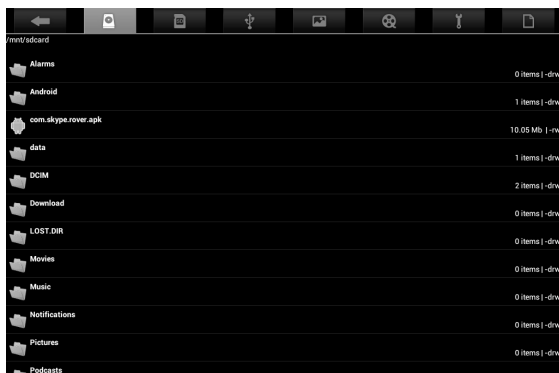 /mnt/sdcard
Alarms
0 items | -drw
Android
1 items | -drw
com.skype.rover.apk
10.05 Mb | -rw
data
1 items | -drw
DCIM
2 items | -drw
Download
0 items | -drw
LOST.DIR
0 items | -drw
Movies
0 items | -drw
Music
0 items | -drw
Notifications
0 items | -drw
Pictures
0 items | -drw
Podcasts